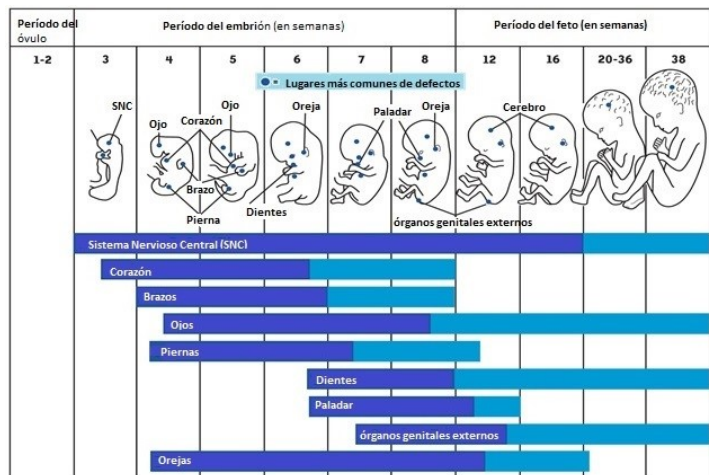 Período del óvulo
Período del embrión (en semanas)
Período del feto (en semanas)
1-2 3 4 5 6 7 8 12 16 20-36 38
Lugares más comunes de defectos
SNC
Ojo
Corazón
Ojo
Oreja
Paladar
Oreja
Cerebro
Brazo
Pierna
Dientes
órganos genitales externos
Sistema Nervioso Central (SNC)
Corazón
Brazos
Ojos
Piernas
Dientes
Paladar
órganos genitales externos
Orejas